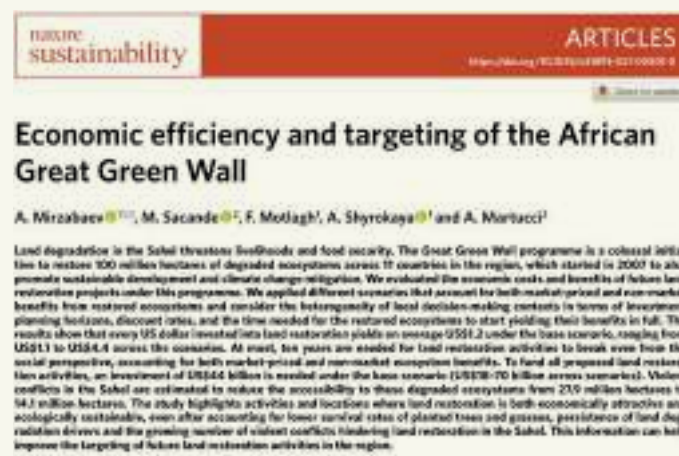 nature
sustainability
ARTICLES
Economic efficiency and targeting of the African
Great Green Wall
A. Mirzabaev, M. Sacande, F. Motlagh, A. Shyrokaya and A. Martucci
Land degradation in the Sahel threatens livelihoods and food security. The Great Green Wall programme is a colossal initia-
tive to restore 100 million hectares of degraded ecosystems across 11 countries in the region, which started in 2007 to also
promote sustainable development and climate change mitigation. We evaluated the economic costs and benefits of future land
restoration projects under this programme. We applied different scenarios that account for both market-priced and non-market
benefits from restored ecosystems and consider the heterogeneity of local decision-making contexts in terms of investment
planning horizons, discount rates, and the time needed for the restored ecosystems to start yielding their benefits in full. The
results show that every US dollar invested into land restoration yields on average US$1.2 under the base scenario, ranging from
US$1.1 to US$4.4 across the scenarios. At most, ten years are needed for land restoration activities to break even from the
social perspective, accounting for both market-priced and non-market ecosystem benefits. To fund all proposed land restora-
tion activities, an investment of US$44 billion is needed under the base scenario (US$18–70 billion across scenarios). Violent
conflicts in the Sahel are estimated to reduce the accessibility to these degraded ecosystems from 27.9 million hectares to
14.1 million hectares. The study highlights activities and locations where land restoration is both economically attractive and
ecologically sustainable, even after accounting for lower survival rates of planted trees and grasses, persistence of land deg-
radation drivers and the growing number of violent conflicts hindering land restoration in the Sahel. This information can help
improve the targeting of future land restoration activities in the region.